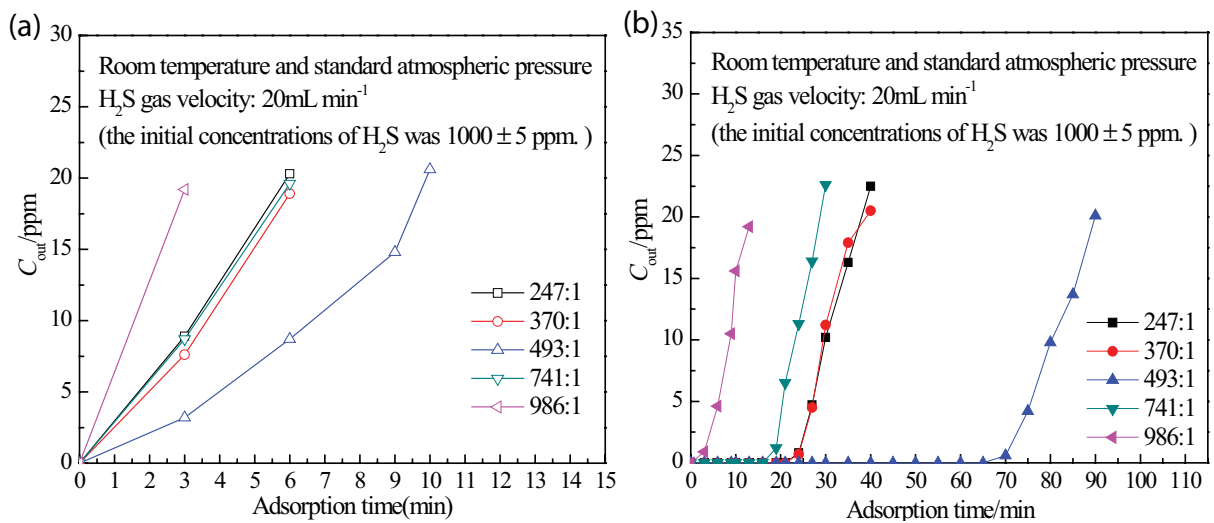 (a)
30
25
20
15
10
5
0
C_out/ppm
Room temperature and standard atmospheric pressure
H₂S gas velocity: 20mL min⁻¹
(the initial concentrations of H₂S was 1000 ± 5 ppm. )
247:1
370:1
493:1
741:1
986:1
0 1 2 3 4 5 6 7 8 9 10 11 12 13 14 15
Adsorption time(min)
(b)
35
30
25
20
15
10
5
0
C_out/ppm
Room temperature and standard atmospheric pressure
H₂S gas velocity: 20mL min⁻¹
(the initial concentrations of H₂S was 1000 ± 5 ppm. )
247:1
370:1
493:1
741:1
986:1
0 10 20 30 40 50 60 70 80 90 100 110
Adsorption time/min